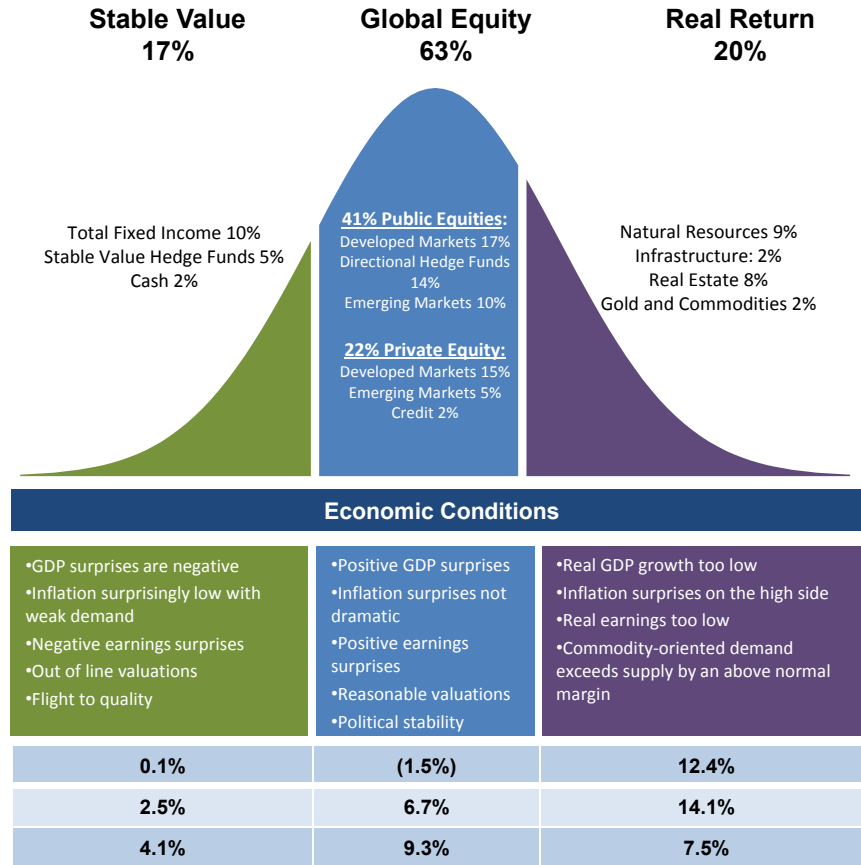 Stable Value
17%
Global Equity
63%
Real Return
20%
Total Fixed Income 10%
Stable Value Hedge Funds 5%
Cash 2%
41% Public Equities:
Developed Markets 17%
Directional Hedge Funds
14%
Emerging Markets 10%
22% Private Equity:
Developed Markets 15%
Emerging Markets 5%
Credit 2%
Natural Resources 9%
Infrastructure: 2%
Real Estate 8%
Gold and Commodities 2%
Economic Conditions
•GDP surprises are negative
•Inflation surprisingly low with
weak demand
•Negative earnings surprises
•Out of line valuations
•Flight to quality
•Positive GDP surprises
•Inflation surprises not
dramatic
•Positive earnings
surprises
•Reasonable valuations
•Political stability
•Real GDP growth too low
•Inflation surprises on the high side
•Real earnings too low
•Commodity-oriented demand
exceeds supply by an above normal
margin
0.1% (1.5%) 12.4%
2.5% 6.7% 14.1%
4.1% 9.3% 7.5%